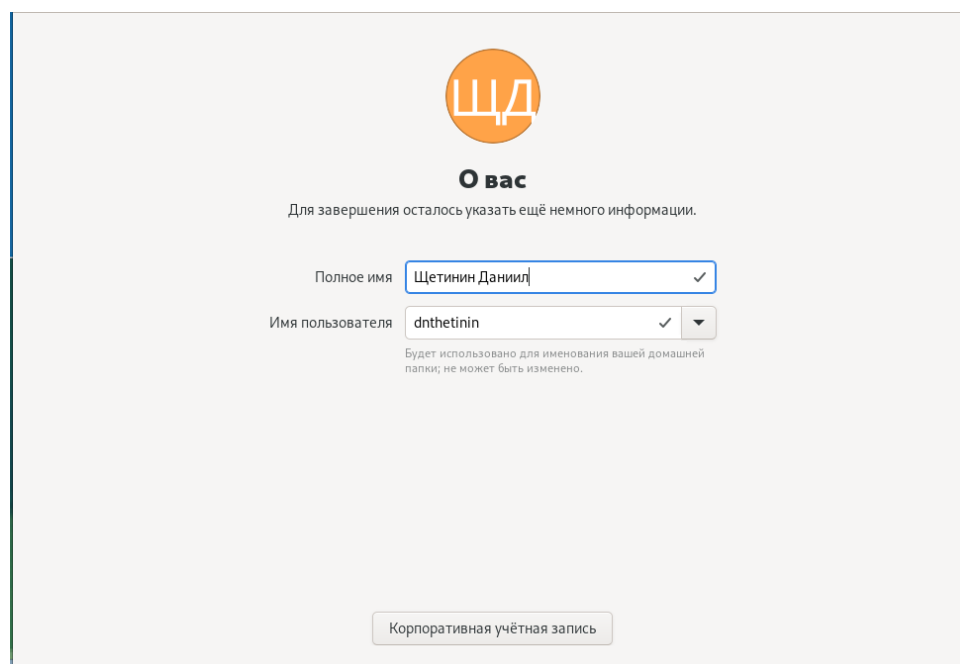 ЩД
О вас
Для завершения осталось указать ещё немного информации.
Полное имя Щетинин Даниил
Имя пользователя dnthetinin
Будет использовано для именования вашей домашней
папки; не может быть изменено.
Корпоративная учётная запись